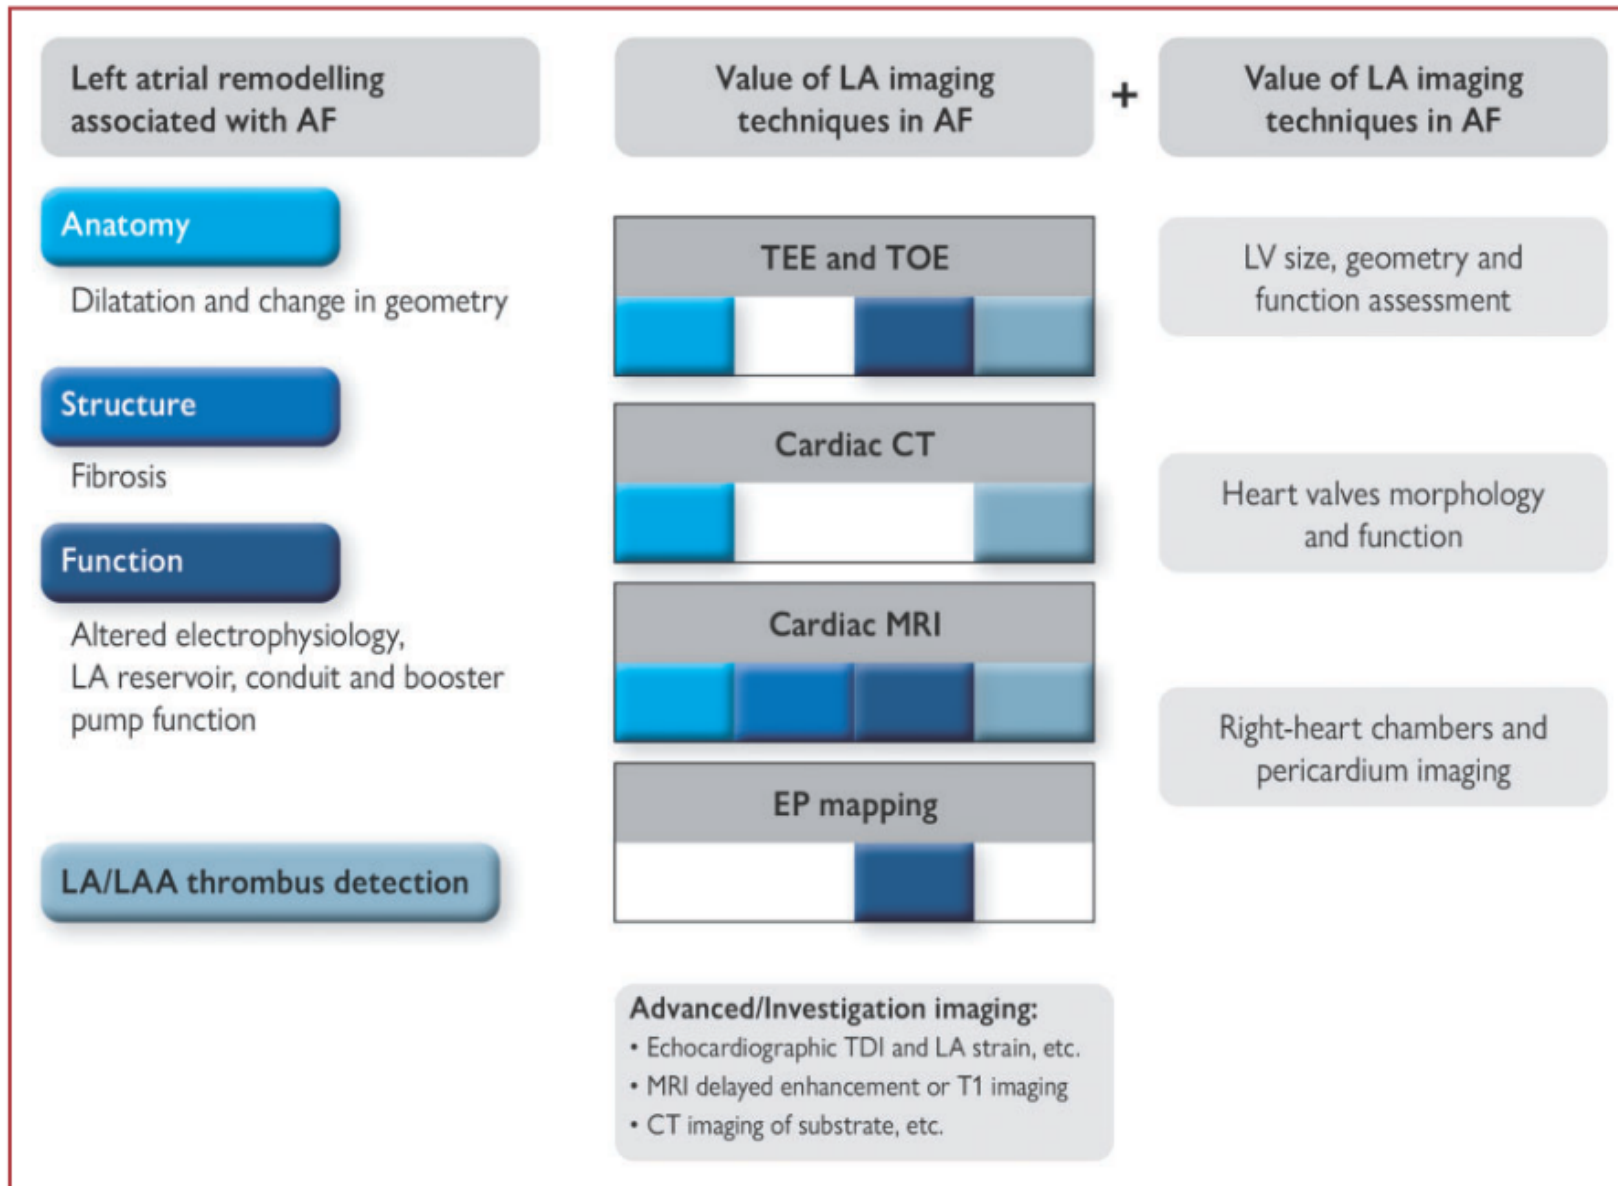 Left atrial remodelling
associated with AF
Anatomy
Dilatation and change in geometry
Structure
Fibrosis
Function
Altered electrophysiology,
LA reservoir, conduit and booster
pump function
LA/LAA thrombus detection
Value of LA imaging
techniques in AF
TEE and TOE
Cardiac CT
Cardiac MRI
EP mapping
Advanced/Investigation imaging:
• Echocardiographic TDI and LA strain, etc.
• MRI delayed enhancement or T1 imaging
• CT imaging of substrate, etc.
+
Value of LA imaging
techniques in AF
LV size, geometry and
function assessment
Heart valves morphology
and function
Right-heart chambers and
pericardium imaging